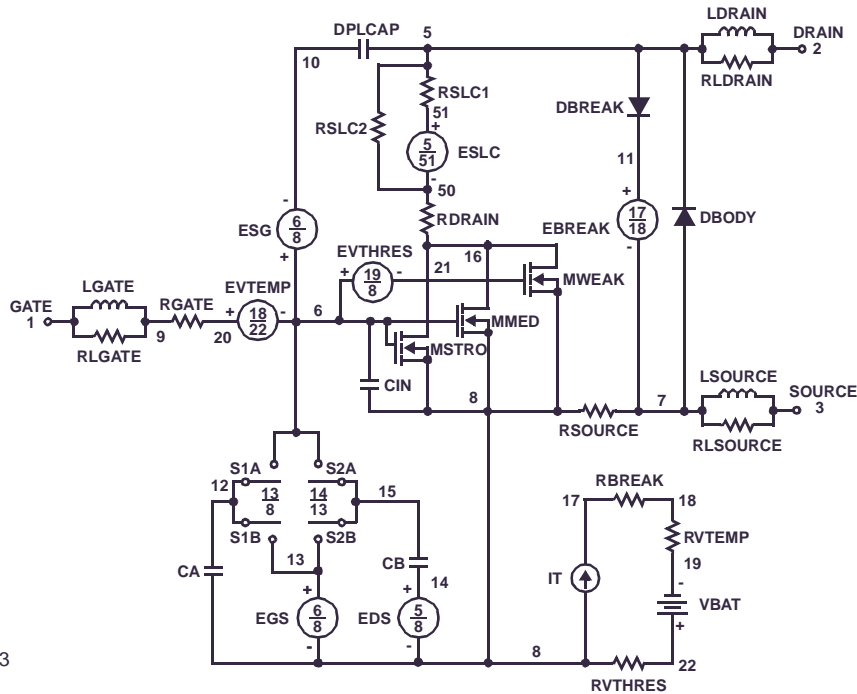 LDRAIN
DPLCAP 5 DRAIN
10 2
RLDRAIN
RSLC1
DBREAK
51
RSLC2 +
5
51
ESLC
11
-
50
- +
6
8
ESG
RDRAIN
17
18
EBREAK
DBODY
EVTHRES 16
+ 19
8
- 21
-
MWEAK
LGATE EVTEMP
GATE RGATE + 18
22
- 6
MMED
1
9 20
MSTRO
RLGATE
LSOURCE
CIN 8 7 SOURCE
3
RSOURCE
RLSOURCE
S1A S2A
12 13
8
14
13
15
RBREAK
17 18
S1B S2B
RVTEMP
13
CA CB 19
IT
14
-
+ +
VBAT
EGS 6
8
EDS 5
8
+
- - 8 22
RVTHRES
3